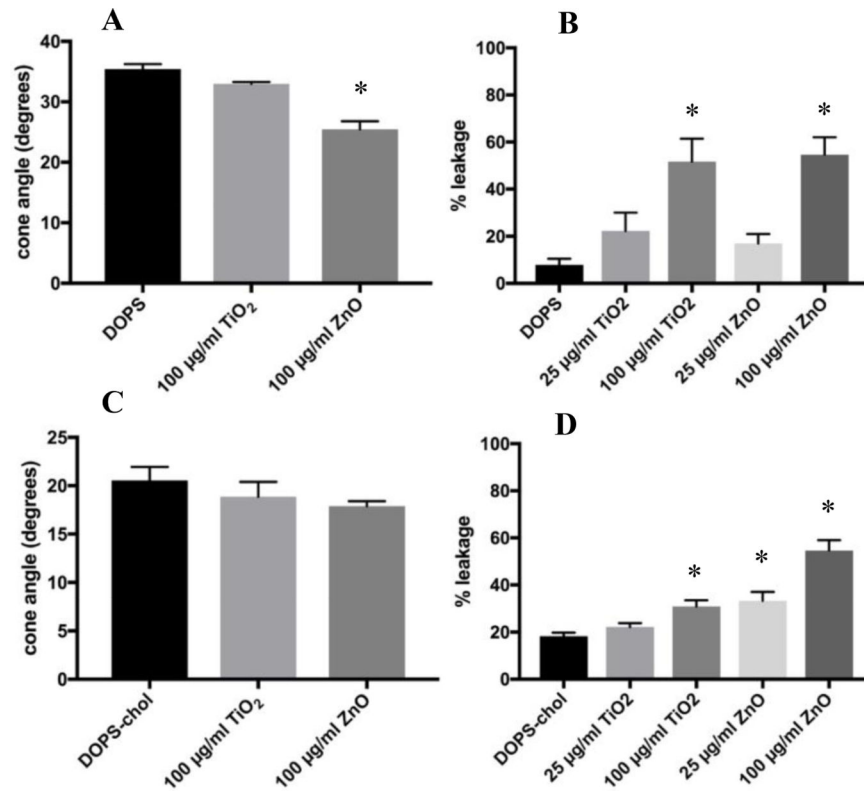 A
cone angle (degrees)
40
30
20
10
0
*
DOPS
100 µg/ml TiO₂
100 µg/ml ZnO
B
% leakage
100
80
60
40
20
0
*
*
DOPS
25 µg/ml TiO2
100 µg/ml TiO2
25 µg/ml ZnO
100 µg/ml ZnO
C
cone angle (degrees)
25
20
15
10
5
0
DOPS-chol
100 µg/ml TiO₂
100 µg/ml ZnO
D
% leakage
100
80
60
40
20
0
*
*
*
DOPS-chol
25 µg/ml TiO2
100 µg/ml TiO2
25 µg/ml ZnO
100 µg/ml ZnO